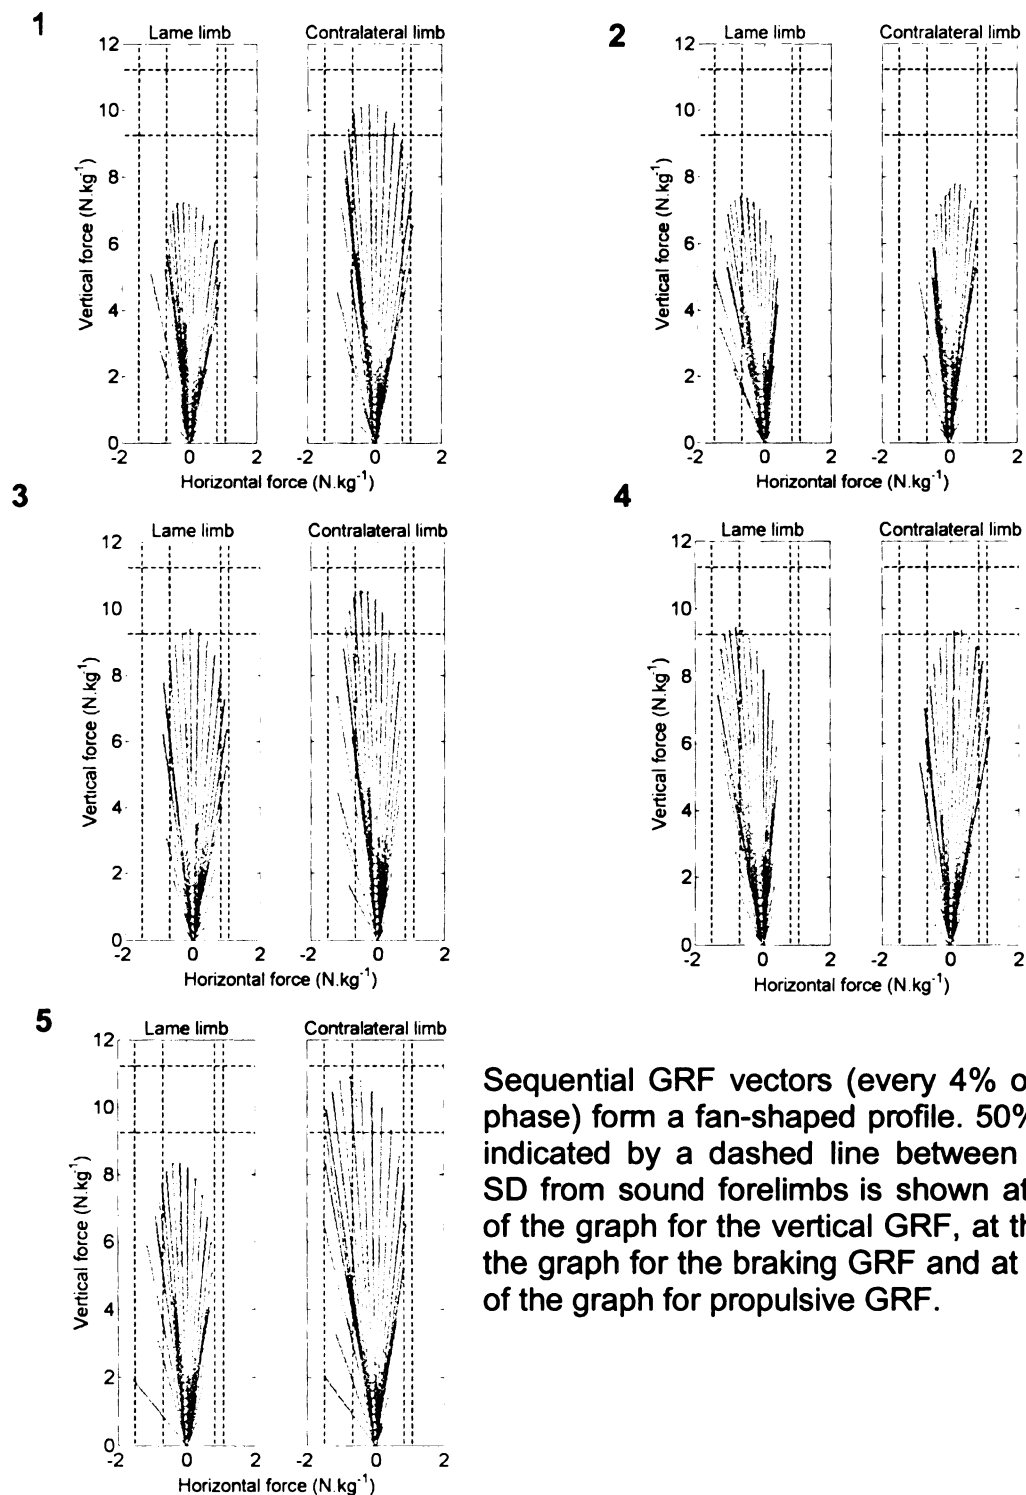 1
Lame limb
Contralateral limb
12
10
8
6
4
2
0
Vertical force (N.kg-1)
-2 0 2
-2 0 2
Horizontal force (N.kg-1)
2
Lame limb
Contralateral limb
12
10
8
6
4
2
0
Vertical force (N.kg-1)
-2 0 2
-2 0 2
Horizontal force (N.kg-1)
3
Lame limb
Contralateral limb
12
10
8
6
4
2
0
Vertical force (N.kg-1)
-2 0 2
-2 0 2
Horizontal force (N.kg-1)
4
Lame limb
Contralateral limb
12
10
8
6
4
2
0
Vertical force (N.kg-1)
-2 0 2
-2 0 2
Horizontal force (N.kg-1)
5
Lame limb
Contralateral limb
12
10
8
6
4
2
0
Vertical force (N.kg-1)
-2 0 2
-2 0 2
Horizontal force (N.kg-1)
Sequential GRF vectors (every 4% o
phase) form a fan-shaped profile. 50%
indicated by a dashed line between
SD from sound forelimbs is shown at
of the graph for the vertical GRF, at th
the graph for the braking GRF and at
of the graph for propulsive GRF.